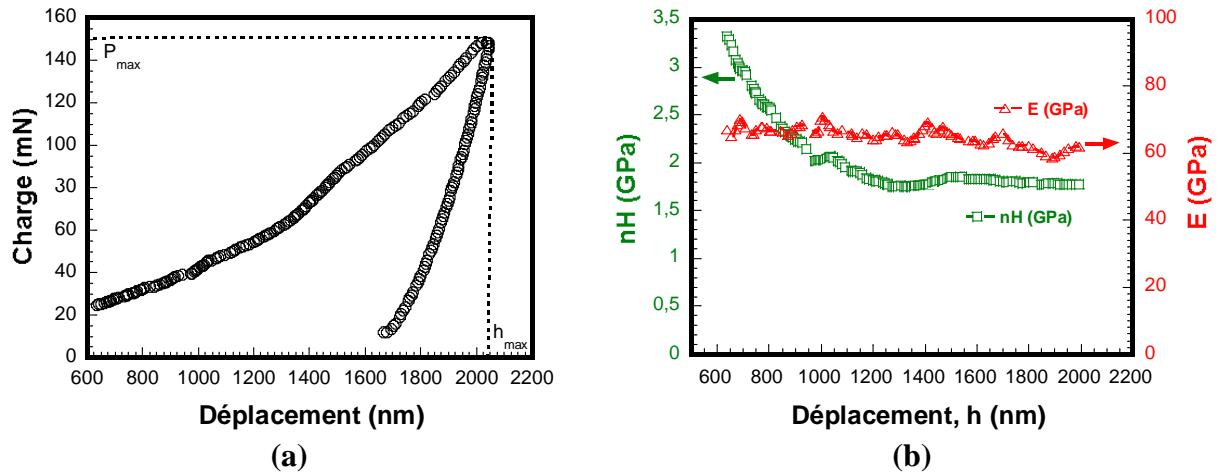 160
150
140
120
100
30
60
40
20
0
P max
h max
Charge (mN)
600 800 1000 1200 1400 1600 1800 2000 2200
Déplacement (nm)
(a)
3,5
3
2,5
2
1,5
1
0,5
0
nH (GPa)
E (GPa)
nH (GPa)
100
80
60
40
20
0
E (GPa)
600 800 1000 1200 1400 1600 1800 2000 2200
Déplacement, h (nm)
(b)